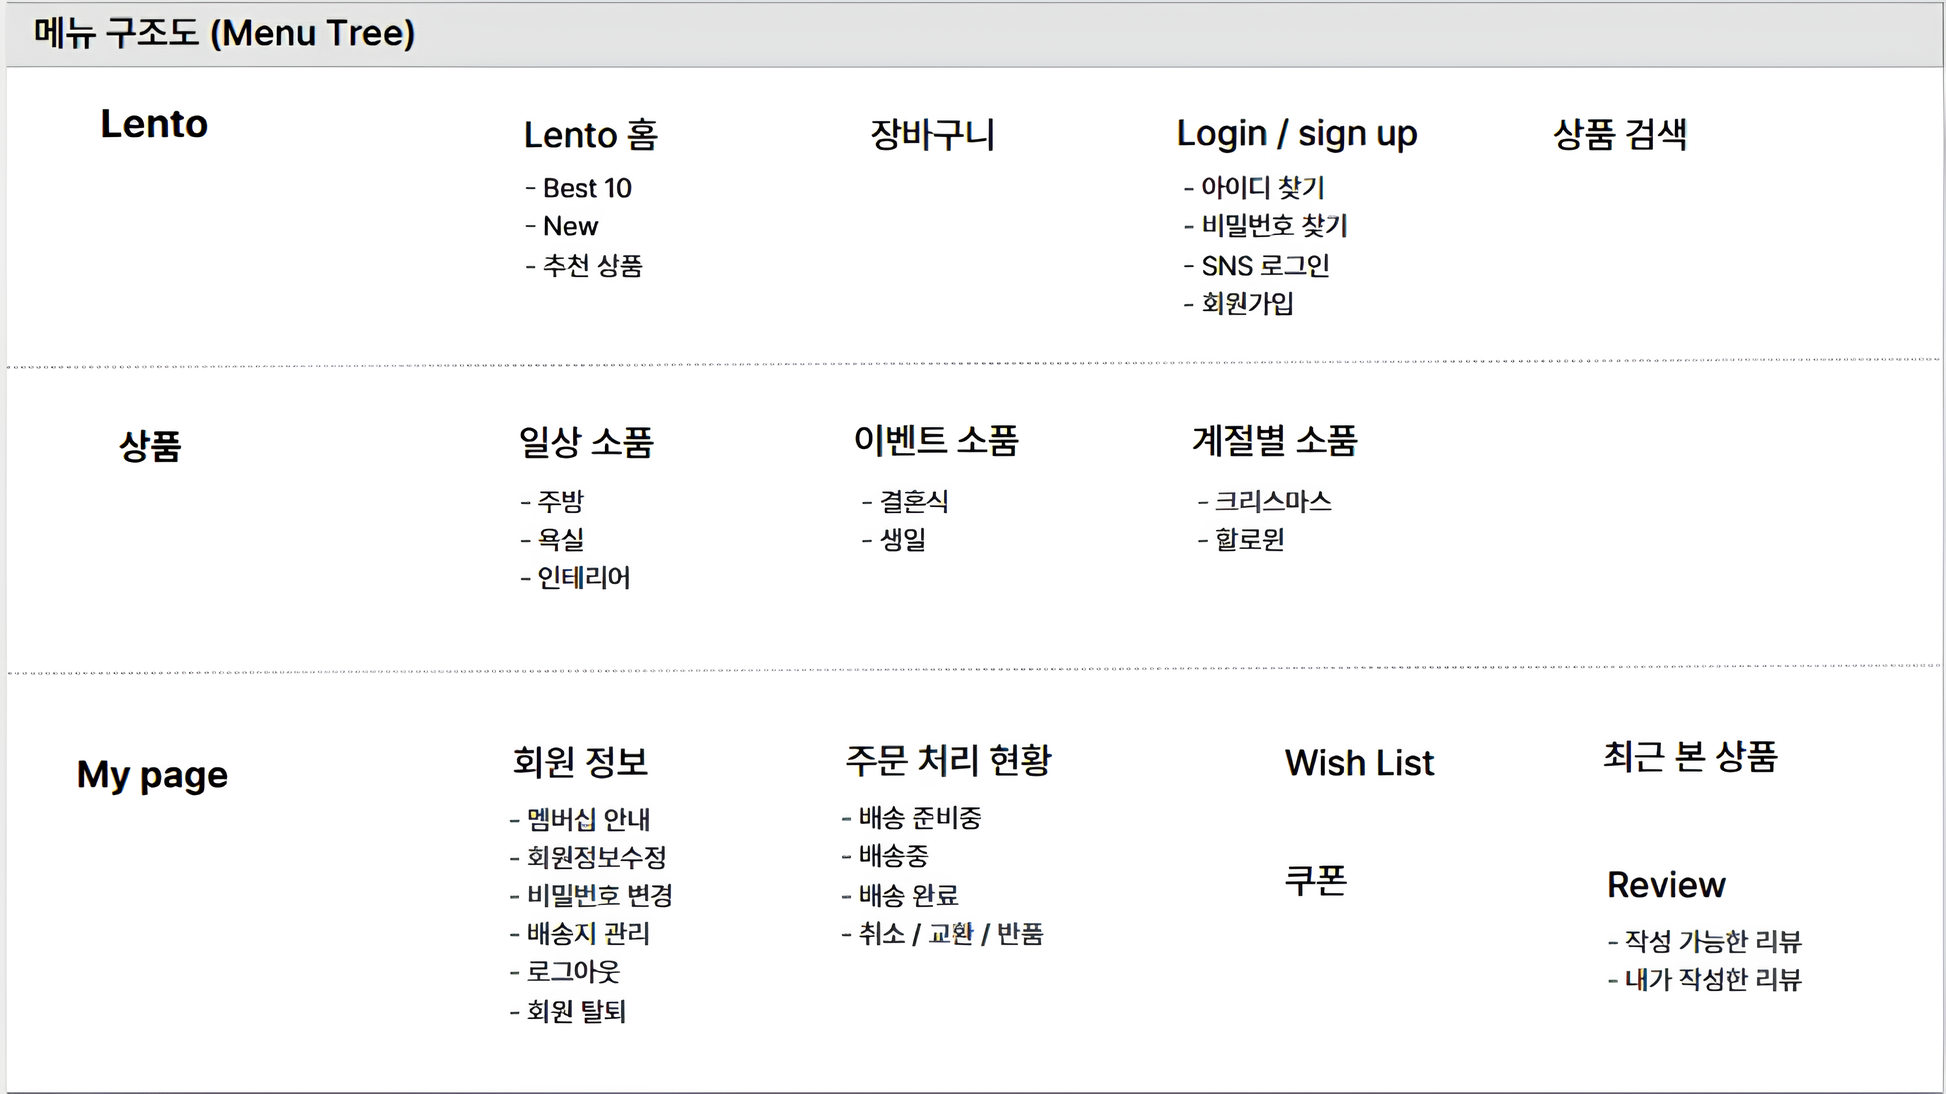 메뉴 구조도 (Menu Tree)
Lento
Lento 홈
- Best 10
- New
- 추천 상품
장바구니
Login / sign up
- 아이디 찾기
- 비밀번호 찾기
- SNS 로그인
- 회원가입
상품 검색
상품
일상 소품
- 주방
- 욕실
- 인테리어
이벤트 소품
- 결혼식
- 생일
계절별 소품
- 크리스마스
- 할로윈
My page
회원 정보
- 멤버십 안내
- 회원정보수정
- 비밀번호 변경
- 배송지 관리
- 로그아웃
- 회원 탈퇴
주문 처리 현황
- 배송 준비중
- 배송중
- 배송 완료
- 취소 / 교환 / 반품
Wish List
쿠폰
최근 본 상품
Review
- 작성 가능한 리뷰
- 내가 작성한 리뷰